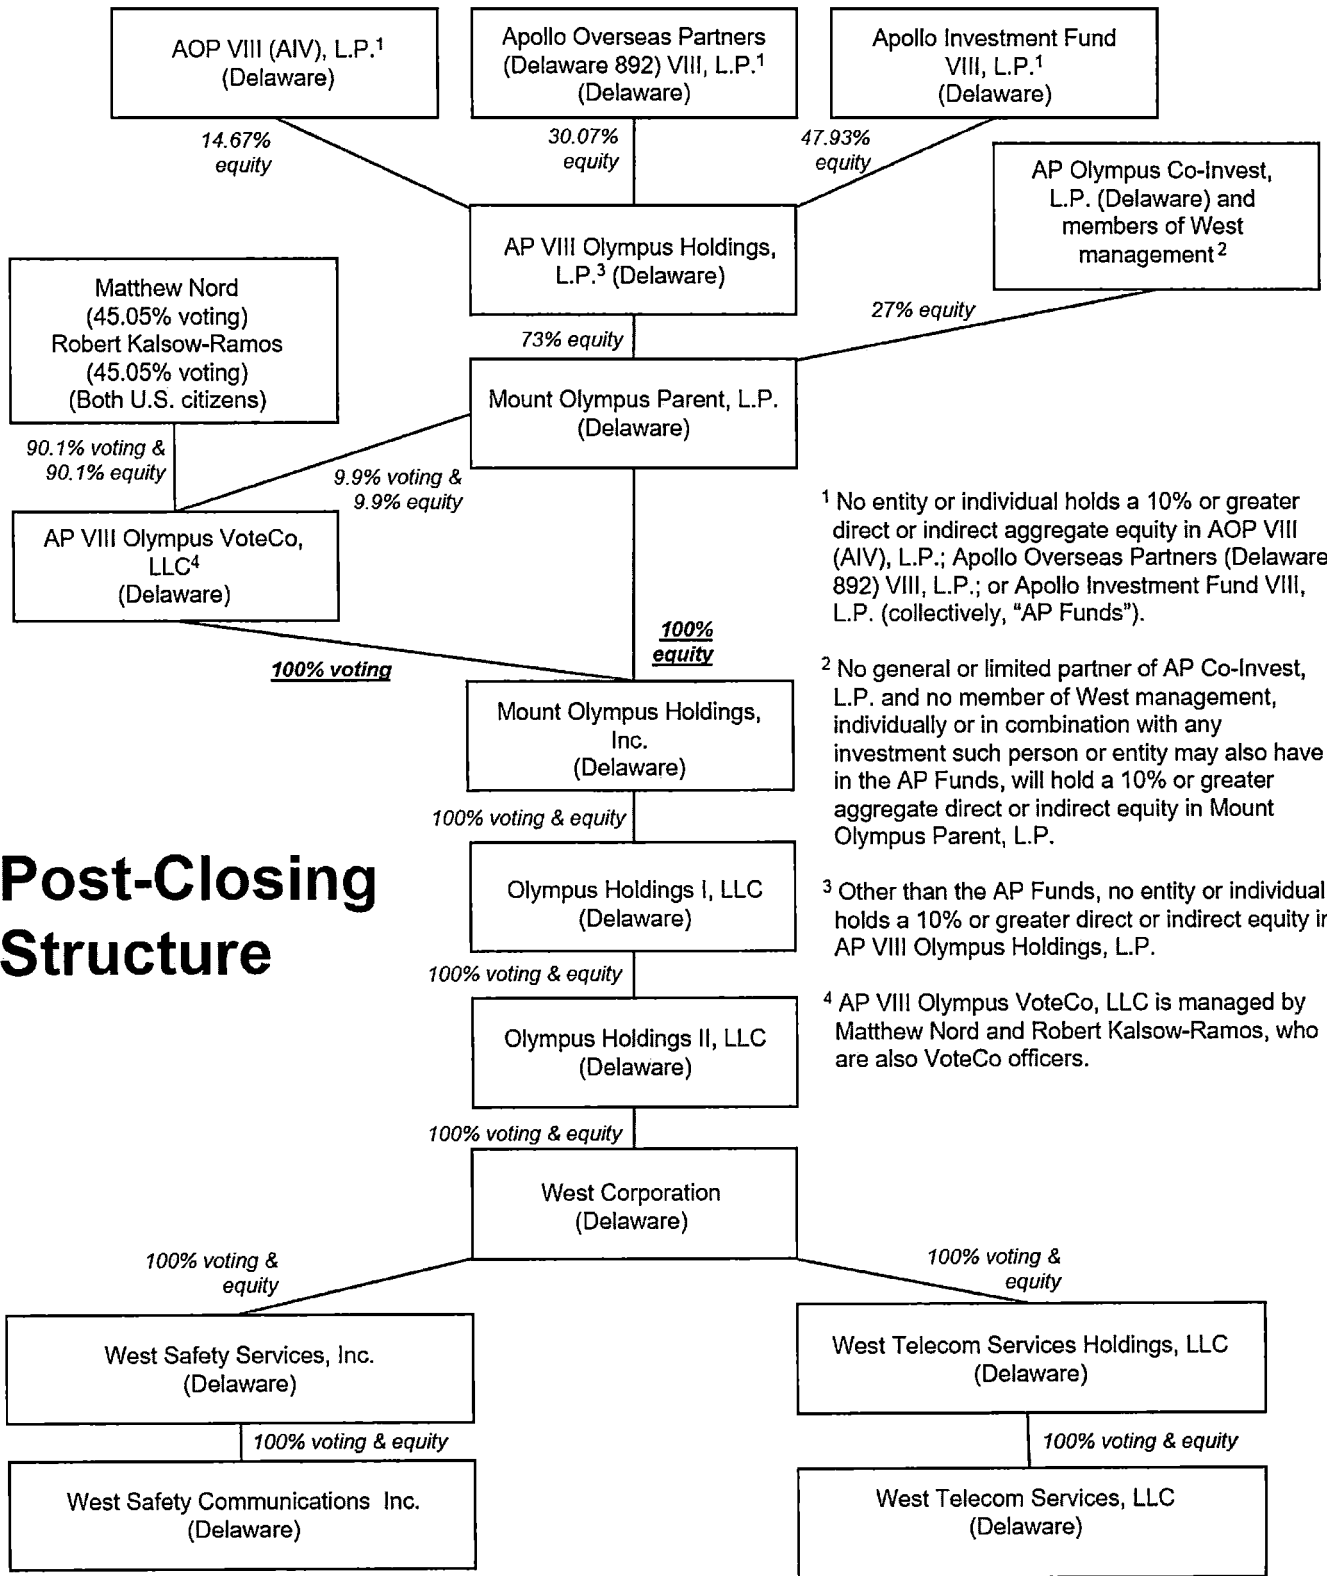 AOP VIII (AIV), L.P.¹
(Delaware)
Apollo Overseas Partners
(Delaware 892) VIII, L.P.¹
(Delaware)
Apollo Investment Fund
VIII, L.P.¹
(Delaware)
14.67%
equity
30.07%
equity
47.93%
equity
AP Olympus Co-Invest,
L.P. (Delaware) and
members of West
management²
AP VIII Olympus Holdings,
L.P.³ (Delaware)
Matthew Nord
(45.05% voting)
Robert Kalsow-Ramos
(45.05% voting)
(Both U.S. citizens)
73% equity
27% equity
Mount Olympus Parent, L.P.
(Delaware)
90.1% voting &
90.1% equity
9.9% voting &
9.9% equity
AP VIII Olympus VoteCo,
LLC⁴
(Delaware)
100% voting
100%
equity
Mount Olympus Holdings,
Inc.
(Delaware)
100% voting & equity
Olympus Holdings I, LLC
(Delaware)
100% voting & equity
Olympus Holdings II, LLC
(Delaware)
100% voting & equity
West Corporation
(Delaware)
100% voting &
equity
100% voting &
equity
West Safety Services, Inc.
(Delaware)
West Telecom Services Holdings, LLC
(Delaware)
100% voting & equity
100% voting & equity
West Safety Communications Inc.
(Delaware)
West Telecom Services, LLC
(Delaware)
Post-Closing
Structure
¹ No entity or individual holds a 10% or greater
direct or indirect aggregate equity in AOP VIII
(AIV), L.P.; Apollo Overseas Partners (Delaware
892) VIII, L.P.; or Apollo Investment Fund VIII,
L.P. (collectively, "AP Funds").
² No general or limited partner of AP Co-Invest,
L.P. and no member of West management,
individually or in combination with any
investment such person or entity may also have
in the AP Funds, will hold a 10% or greater
aggregate direct or indirect equity in Mount
Olympus Parent, L.P.
³ Other than the AP Funds, no entity or individual
holds a 10% or greater direct or indirect equity in
AP VIII Olympus Holdings, L.P.
⁴ AP VIII Olympus VoteCo, LLC is managed by
Matthew Nord and Robert Kalsow-Ramos, who
are also VoteCo officers.